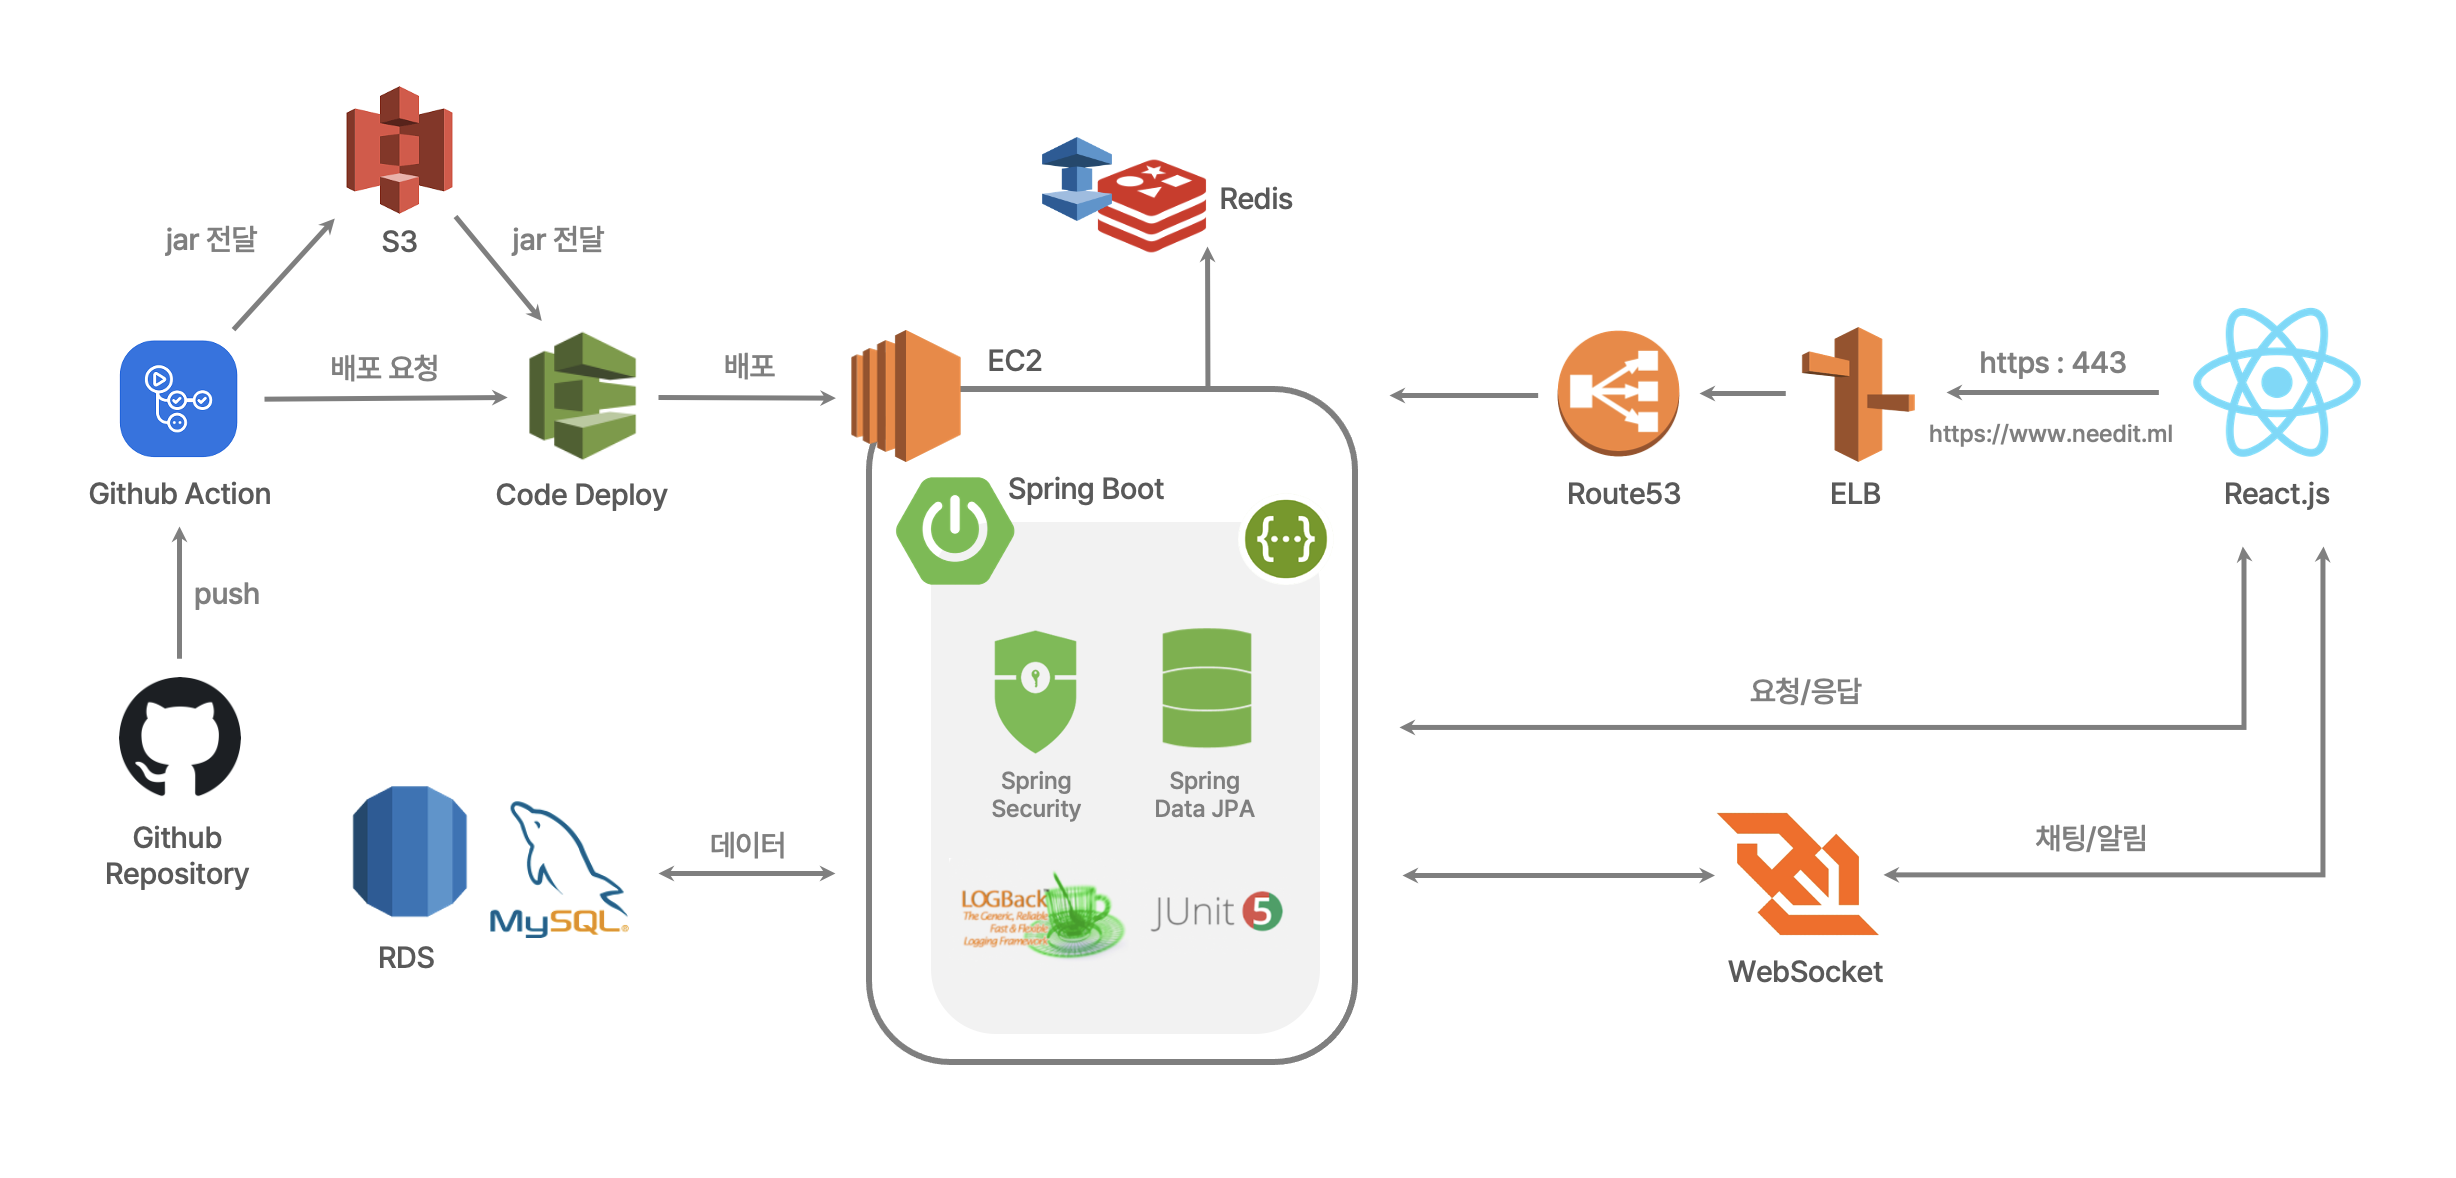 S3
jar 전달
jar 전달
Redis
Github Action
배포 요청
Code Deploy
배포
EC2
Route53
ELB
https : 443
https://www.needit.ml
React.js
Spring Boot
{···}
push
Github
Repository
RDS
MySQL®
데이터
Spring
Security
Spring
Data JPA
LOGBack
The Generic, Reliable
Fast & Flexible
Logging Framework
JUnit 5
요청/응답
채팅/알림
WebSocket